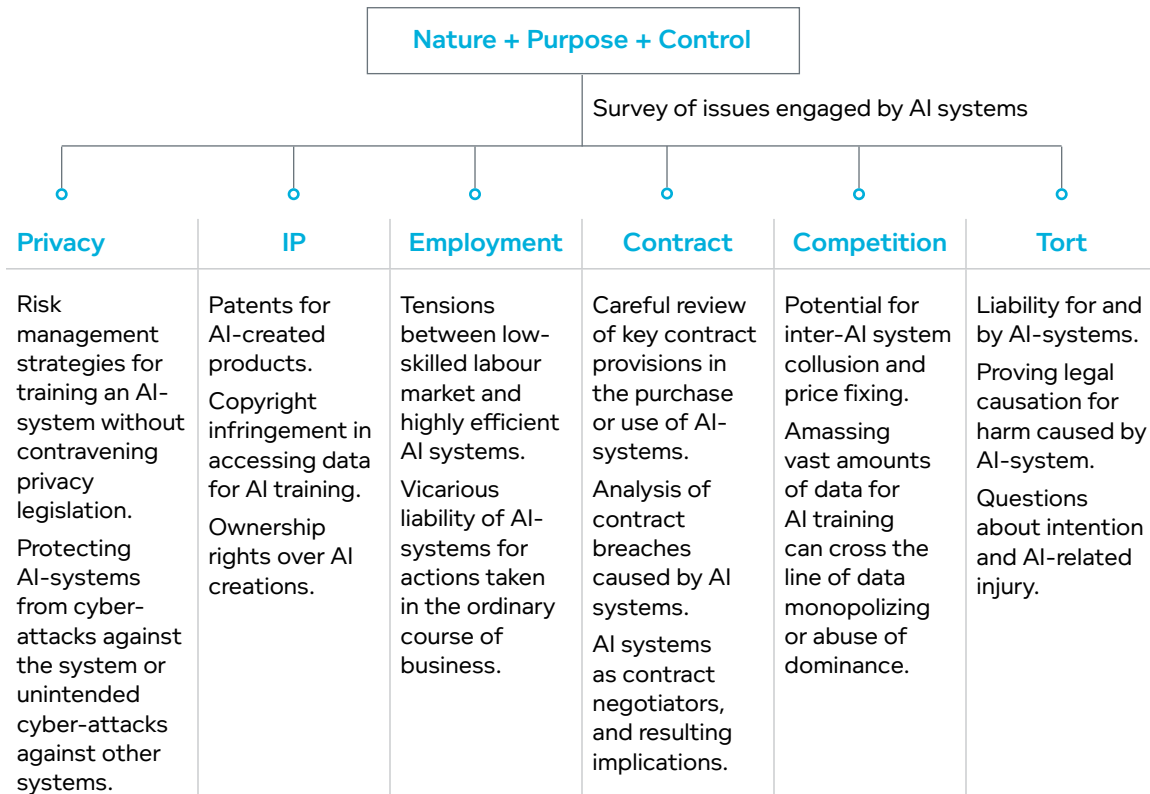 Nature + Purpose + Control
Survey of issues engaged by AI systems
Privacy
Risk
management
strategies for
training an AI-
system without
contravening
privacy
legislation.
Protecting
AI-systems
from cyber-
attacks against
the system or
unintended
cyber-attacks
against other
systems.
IP
Patents for
AI-created
products.
Copyright
infringement in
accessing data
for AI training.
Ownership
rights over AI
creations.
Employment
Tensions
between low-
skilled labour
market and
highly efficient
AI systems.
Vicarious
liability of AI-
systems for
actions taken
in the ordinary
course of
business.
Contract
Careful review
of key contract
provisions in
the purchase
or use of AI-
systems.
Analysis of
contract
breaches
caused by AI
systems.
AI systems
as contract
negotiators,
and resulting
implications.
Competition
Potential for
inter-AI system
collusion and
price fixing.
Amassing
vast amounts
of data for
AI training
can cross the
line of data
monopolizing
or abuse of
dominance.
Tort
Liability for and
by AI-systems.
Proving legal
causation for
harm caused by
AI-system.
Questions
about intention
and AI-related
injury.